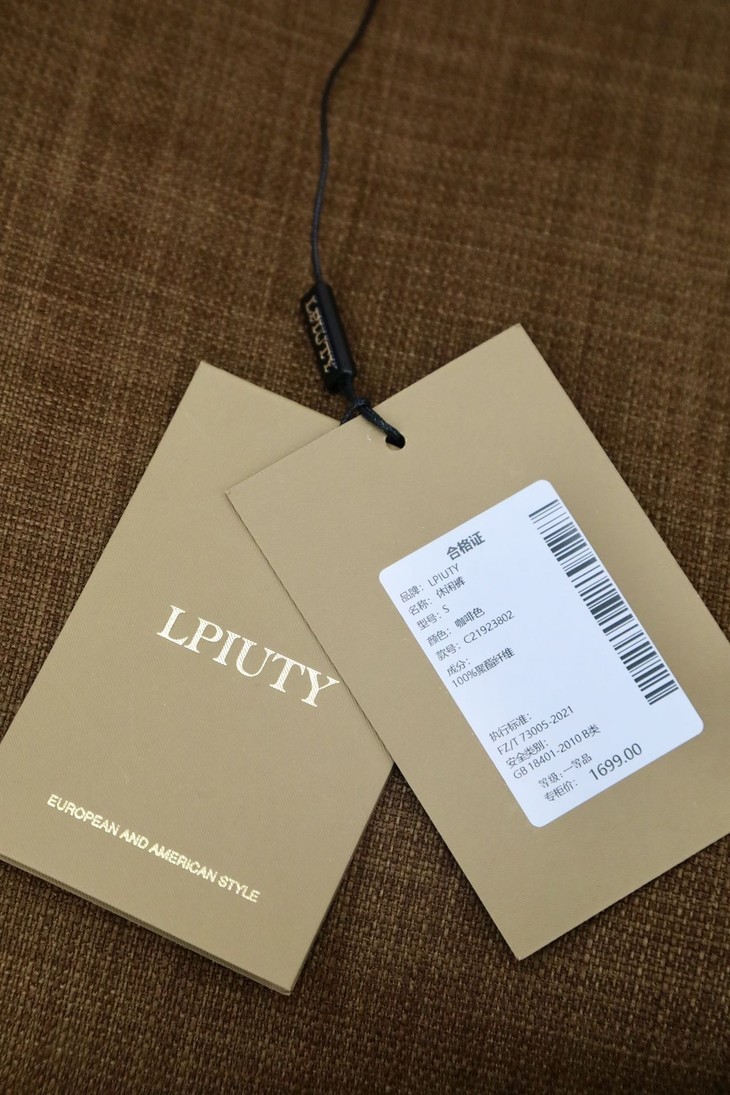 LPIUTY
LPIUTY
EUROPEAN AND AMERICAN STYLE
合格证
品牌：LPIUTY
名称：休闲裤
型号：S
颜色：咖啡色
款号：C21923802
成分：
100%聚酯纤维
执行标准：
FZ/T 73005-2021
安全类别：
GB 18401-2010 B类
等级：一等品
专柜价：1699.00